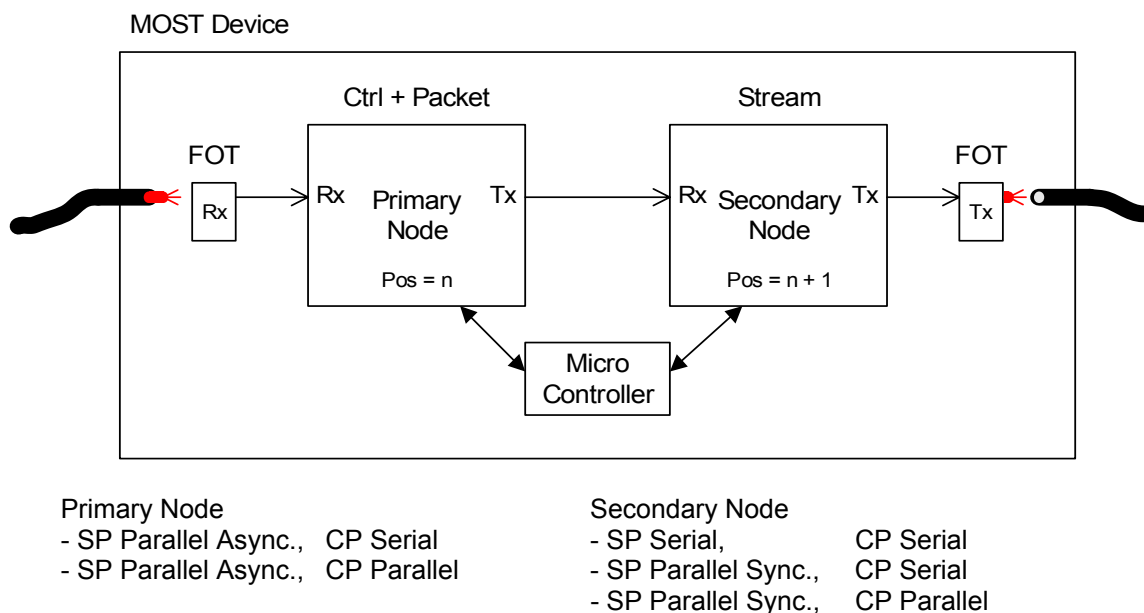 MOST Device
Ctrl + Packet Stream
FOT FOT
Rx Rx Tx Rx Tx Tx
Primary Secondary
Node Node
Pos = n Pos = n + 1
Micro
Controller
Primary Node Secondary Node
- SP Parallel Async., CP Serial - SP Serial, CP Serial
- SP Parallel Async., CP Parallel - SP Parallel Sync., CP Serial
- SP Parallel Sync., CP Parallel